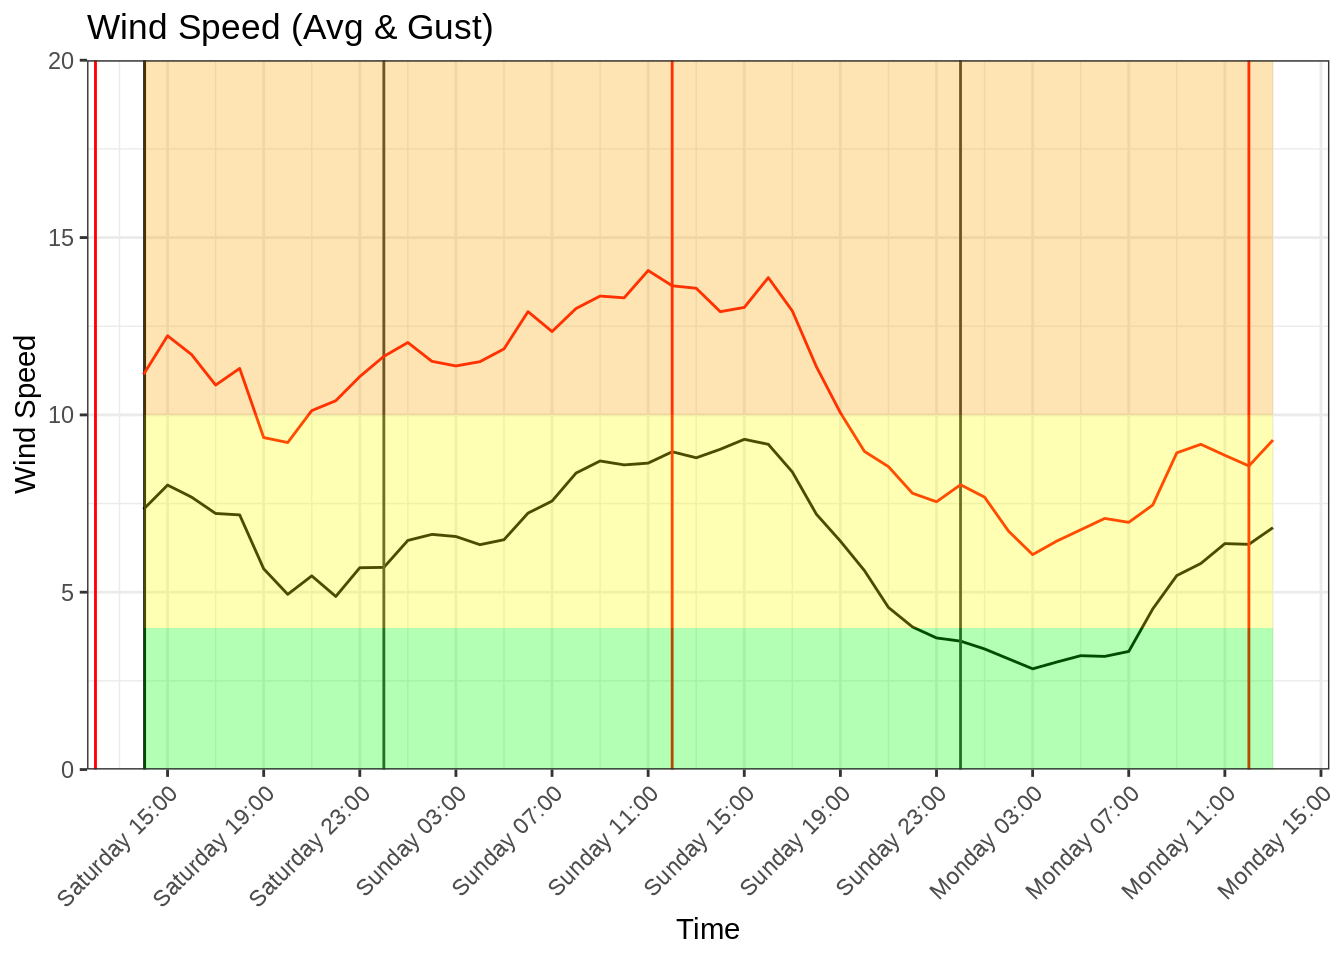 Wind Speed (Avg & Gust)
20
15
10
5
0
Wind Speed
Saturday 15:00
Saturday 19:00
Saturday 23:00
Sunday 03:00
Sunday 07:00
Sunday 11:00
Sunday 15:00
Sunday 19:00
Sunday 23:00
Monday 03:00
Monday 07:00
Monday 11:00
Monday 15:00
Time